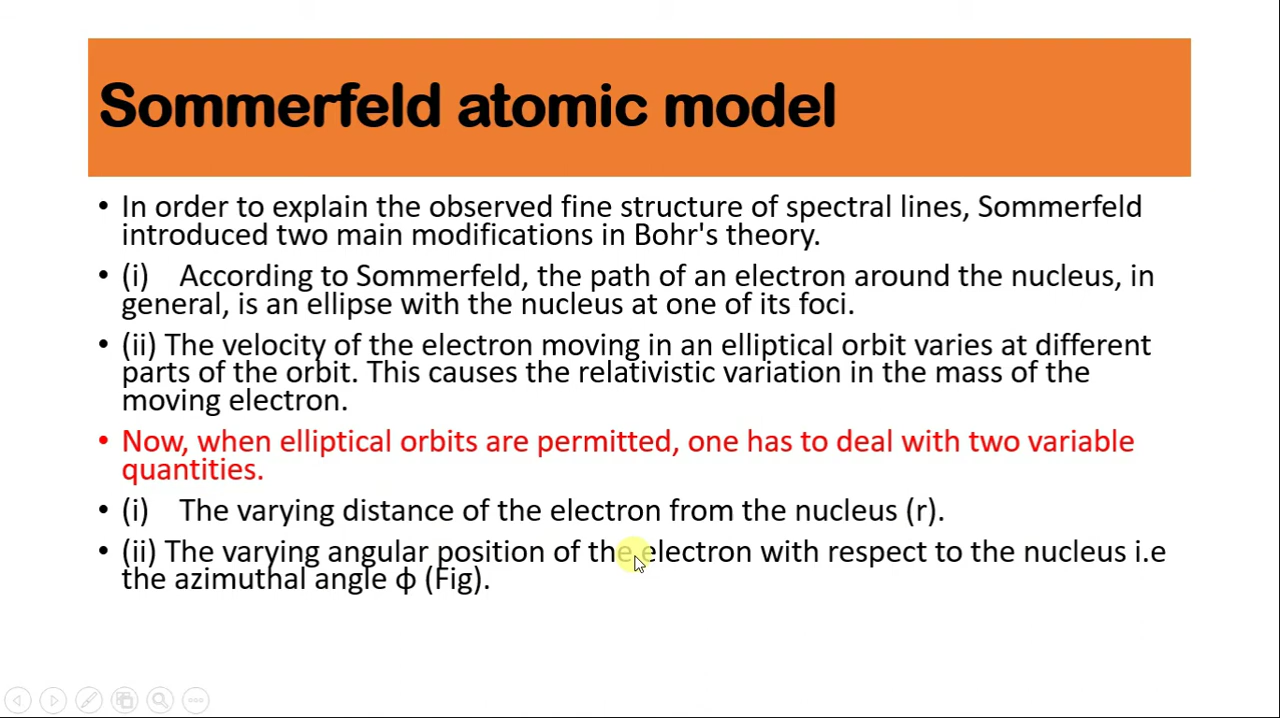 Sommerfeld atomic model
• In order to explain the observed fine structure of spectral lines, Sommerfeld
introduced two main modifications in Bohr's theory.
• (i) According to Sommerfeld, the path of an electron around the nucleus, in
general, is an ellipse with the nucleus at one of its foci.
• (ii) The velocity of the electron moving in an elliptical orbit varies at different
parts of the orbit. This causes the relativistic variation in the mass of the
moving electron.
• Now, when elliptical orbits are permitted, one has to deal with two variable
quantities.
• (i) The varying distance of the electron from the nucleus (r).
• (ii) The varying angular position of the electron with respect to the nucleus i.e
the azimuthal angle ϕ (Fig).